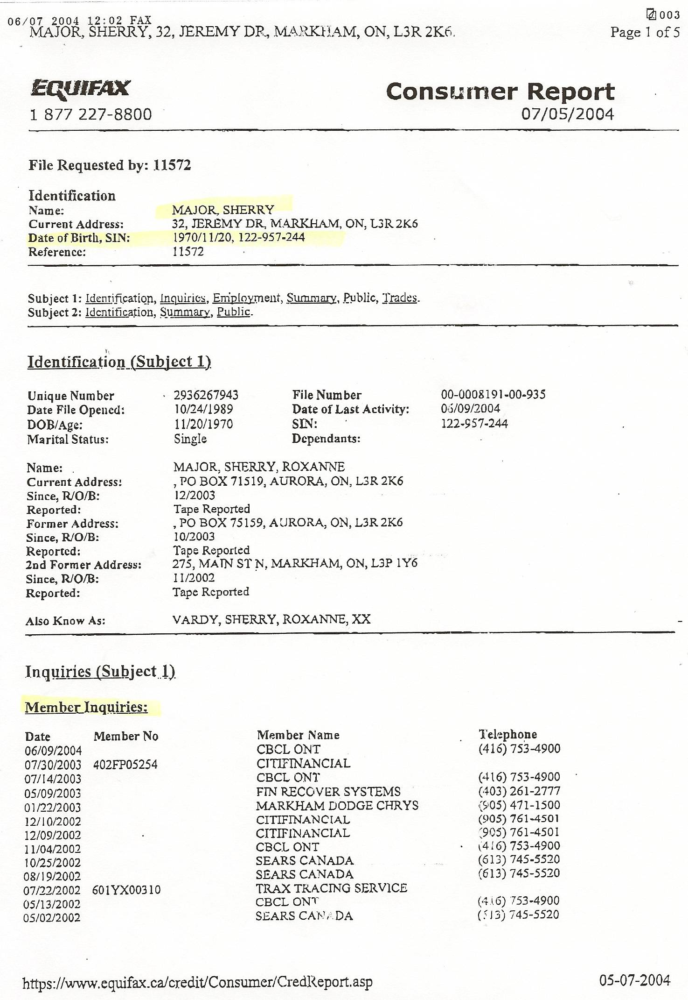 06/07 2004 12:02 FAX
003
MAJOR, SHERRY, 32, JEREMY DR, MARKHAM, ON, L3R 2K6.
Page 1 of 5
EQUIFAX
Consumer Report
1 877 227-8800
07/05/2004
File Requested by: 11572
Identification
Name: MAJOR, SHERRY
Current Address: 32, JEREMY DR, MARKHAM, ON, L3R 2K6
Date of Birth, SIN: 1970/11/20, 122-957-244
Reference: 11572
Subject 1: Identification, Inquiries, Employment, Summary, Public, Trades.
Subject 2: Identification, Summary, Public.
Identification (Subject 1)
Unique Number 2936267943 File Number 00-0008191-00-935
Date File Opened: 10/24/1989 Date of Last Activity: 06/09/2004
DOB/Age: 11/20/1970 SIN: 122-957-244
Marital Status: Single Dependants:
Name: MAJOR, SHERRY, ROXANNE
Current Address: , PO BOX 71519, AURORA, ON, L3R 2K6
Since, R/O/B: 12/2003
Reported: Tape Reported
Former Address: , PO BOX 75159, AURORA, ON, L3R 2K6
Since, R/O/B: 10/2003
Reported: Tape Reported
2nd Former Address: 275, MAIN ST N, MARKHAM, ON, L3P 1Y6
Since, R/O/B: 11/2002
Reported: Tape Reported
Also Know As: VARDY, SHERRY, ROXANNE, XX
Inquiries (Subject 1)
Member Inquiries:
Date Member No Member Name Telephone
06/09/2004 CBCL ONT (416) 753-4900
07/30/2003 402FP05254 CITIFINANCIAL
07/14/2003 CBCL ONT (416) 753-4900
05/09/2003 FIN RECOVER SYSTEMS (403) 261-2777
01/22/2003 MARKHAM DODGE CHRYS (905) 471-1500
12/10/2002 CITIFINANCIAL (905) 761-4501
12/09/2002 CITIFINANCIAL (905) 761-4501
11/04/2002 CBCL ONT (416) 753-4900
10/25/2002 SEARS CANADA (613) 745-5520
08/19/2002 SEARS CANADA (613) 745-5520
07/22/2002 601YX00310 TRAX TRACING SERVICE
05/13/2002 CBCL ONT (416) 753-4900
05/02/2002 SEARS CANADA (613) 745-5520
https://www.equifax.ca/credit/Consumer/CredReport.asp
05-07-2004